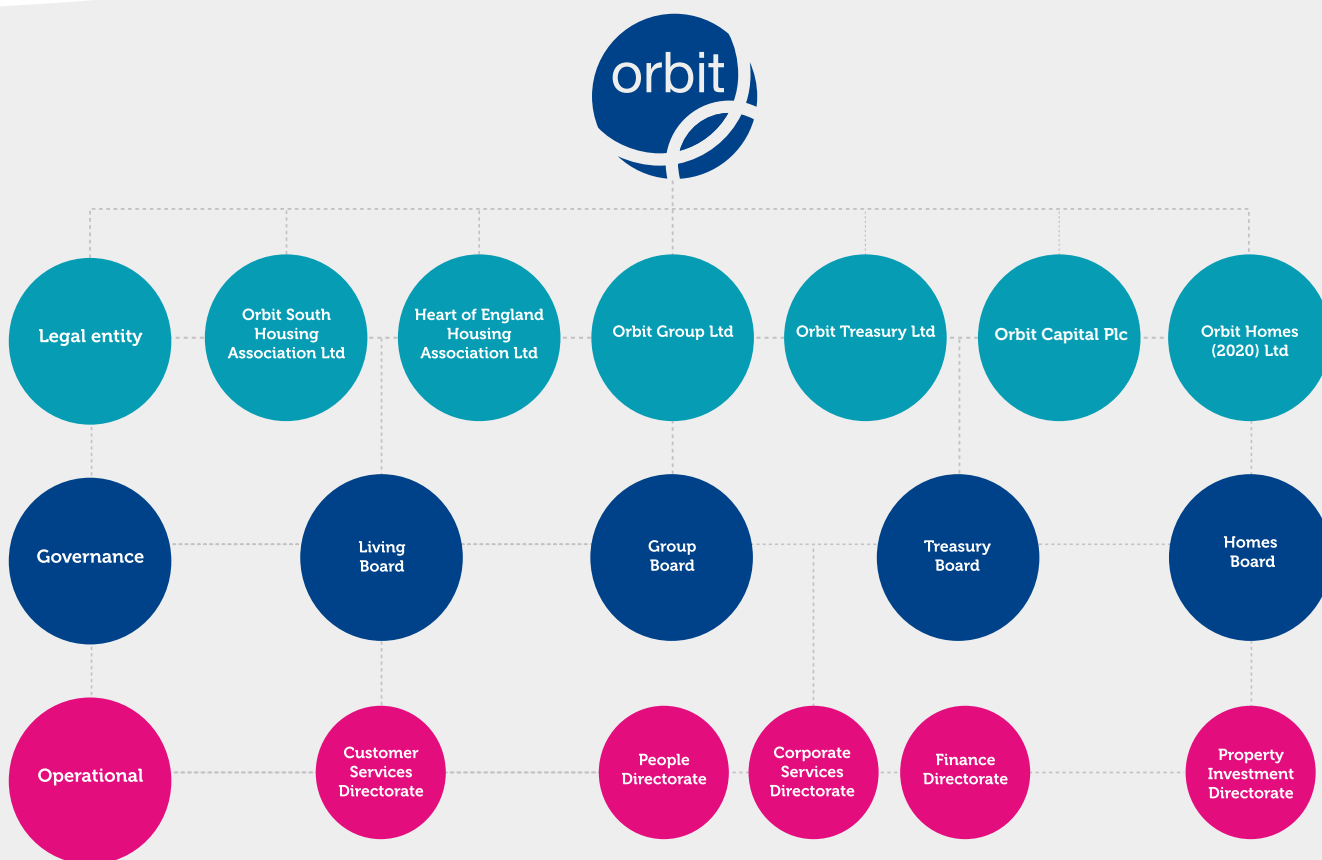 orbit
Legal entity
Orbit South
Housing
Association Ltd
Heart of England
Housing
Association Ltd
Orbit Group Ltd
Orbit Treasury Ltd
Orbit Capital Plc
Orbit Homes
(2020) Ltd
Governance
Living
Board
Group
Board
Treasury
Board
Homes
Board
Operational
Customer
Services
Directorate
People
Directorate
Corporate
Services
Directorate
Finance
Directorate
Property
Investment
Directorate